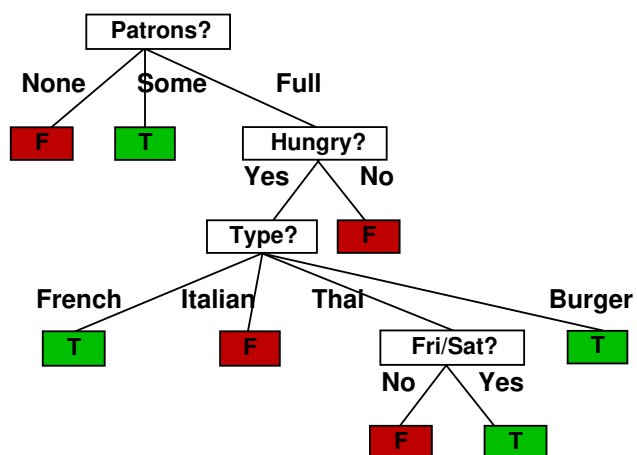 Patrons?
None Some Full
F T Hungry?
Yes No
Type? F
French Italian Thai Burger
T F Fri/Sat? T
No Yes
F T